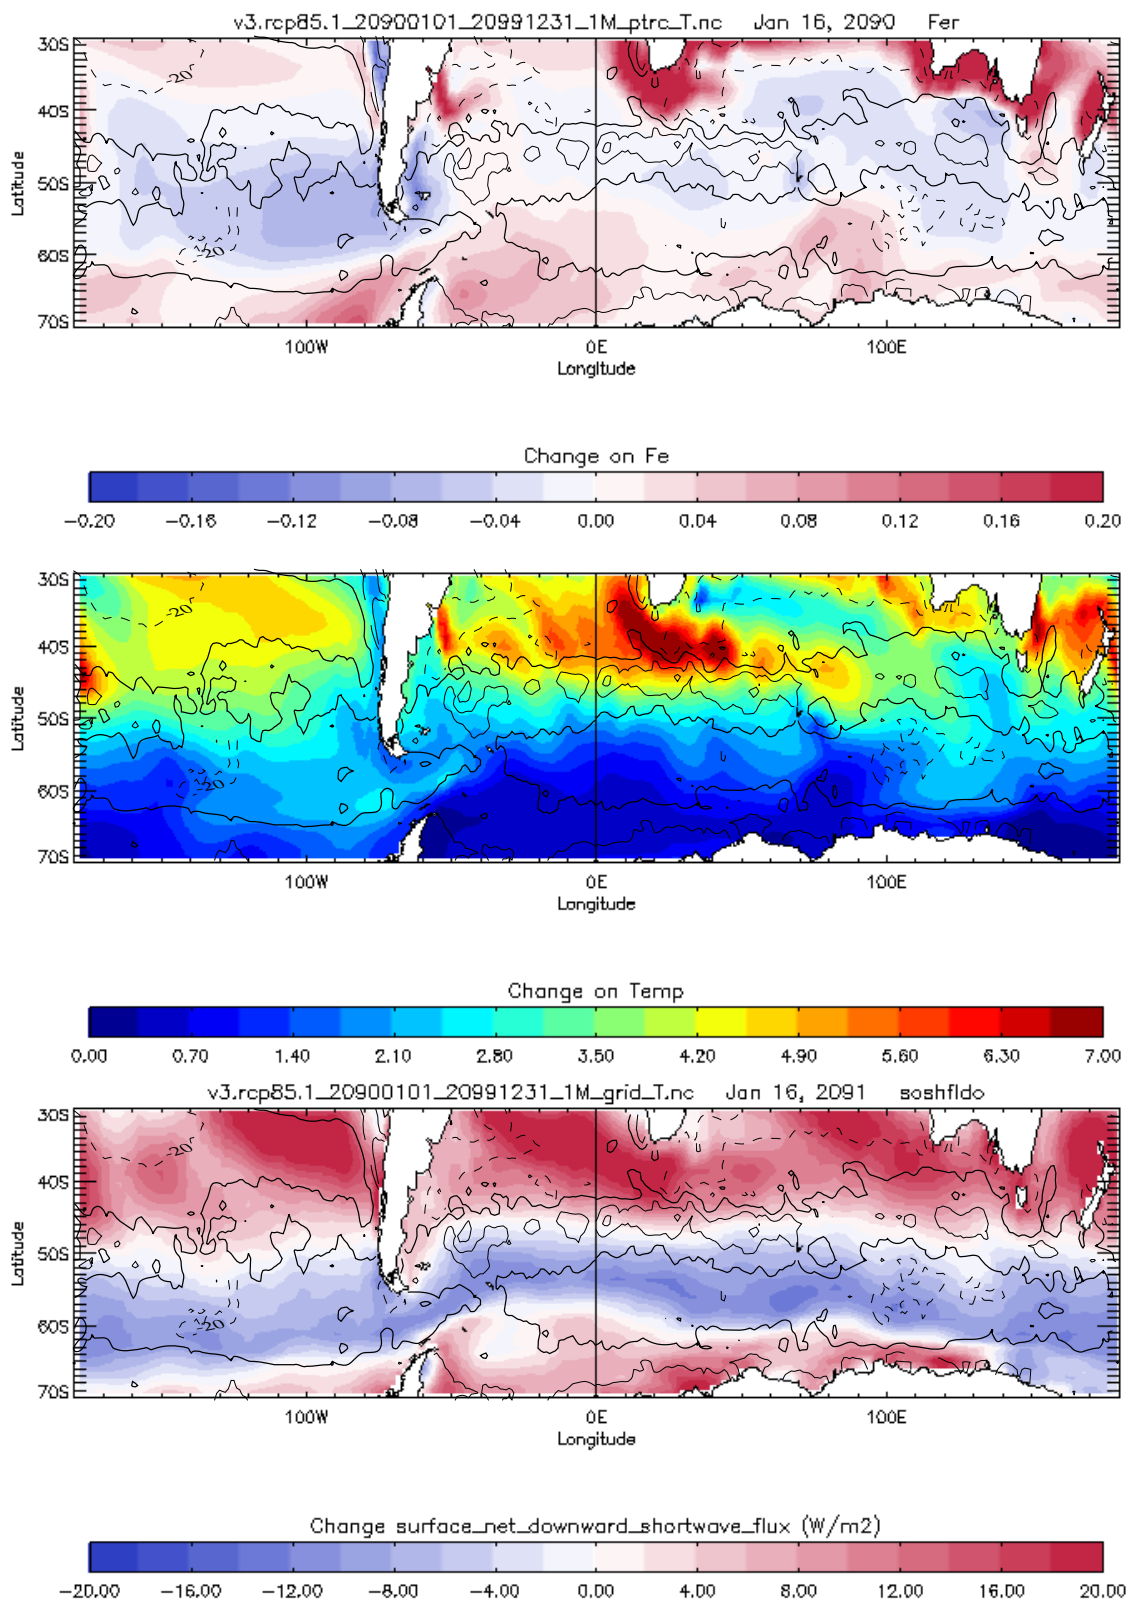 v3.rcp85.1_20900101_20991231_1M_ptrc_T.nc Jan 16, 2090 Fer
30S
40S
50S
60S
70S
Latitude
-20
-20
100W 0E 100E
Longitude
Change on Fe
-0.20 -0.16 -0.12 -0.08 -0.04 0.00 0.04 0.08 0.12 0.16 0.20
30S
40S
50S
60S
70S
Latitude
-20
-20
100W 0E 100E
Longitude
Change on Temp
0.00 0.70 1.40 2.10 2.80 3.50 4.20 4.90 5.60 6.30 7.00
v3.rcp85.1_20900101_20991231_1M_grid_T.nc Jan 16, 2091 soshfldo
30S
40S
50S
60S
70S
Latitude
-20
-20
100W 0E 100E
Longitude
Change surface_net_downward_shortwave_flux (W/m2)
-20.00 -16.00 -12.00 -8.00 -4.00 0.00 4.00 8.00 12.00 16.00 20.00